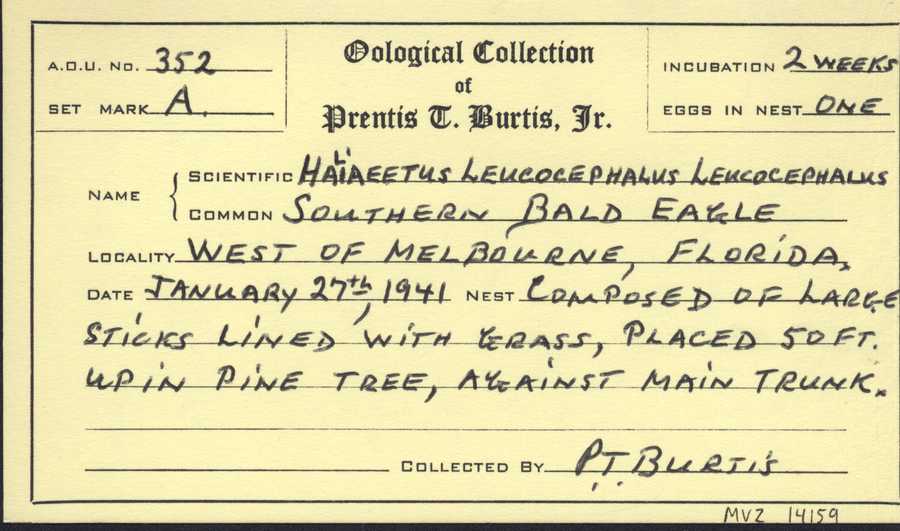 A.O.U. No. 352
SET MARK A.
Oological Collection
of
Prentis T. Burtis, Jr.
INCUBATION 2 WEEKS
EGGS IN NEST ONE
NAME
SCIENTIFIC HALIAEETUS LEUCOCEPHALUS LEUCOCEPHALUS
COMMON SOUTHERN BALD EAGLE
LOCALITY WEST OF MELBOURNE, FLORIDA.
DATE JANUARY 27th, 1941 NEST COMPOSED OF LARGE
STICKS LINED WITH GRASS, PLACED 50 FT.
UP IN PINE TREE, AGAINST MAIN TRUNK.
COLLECTED BY P.T. BURTIS
MVZ 14159